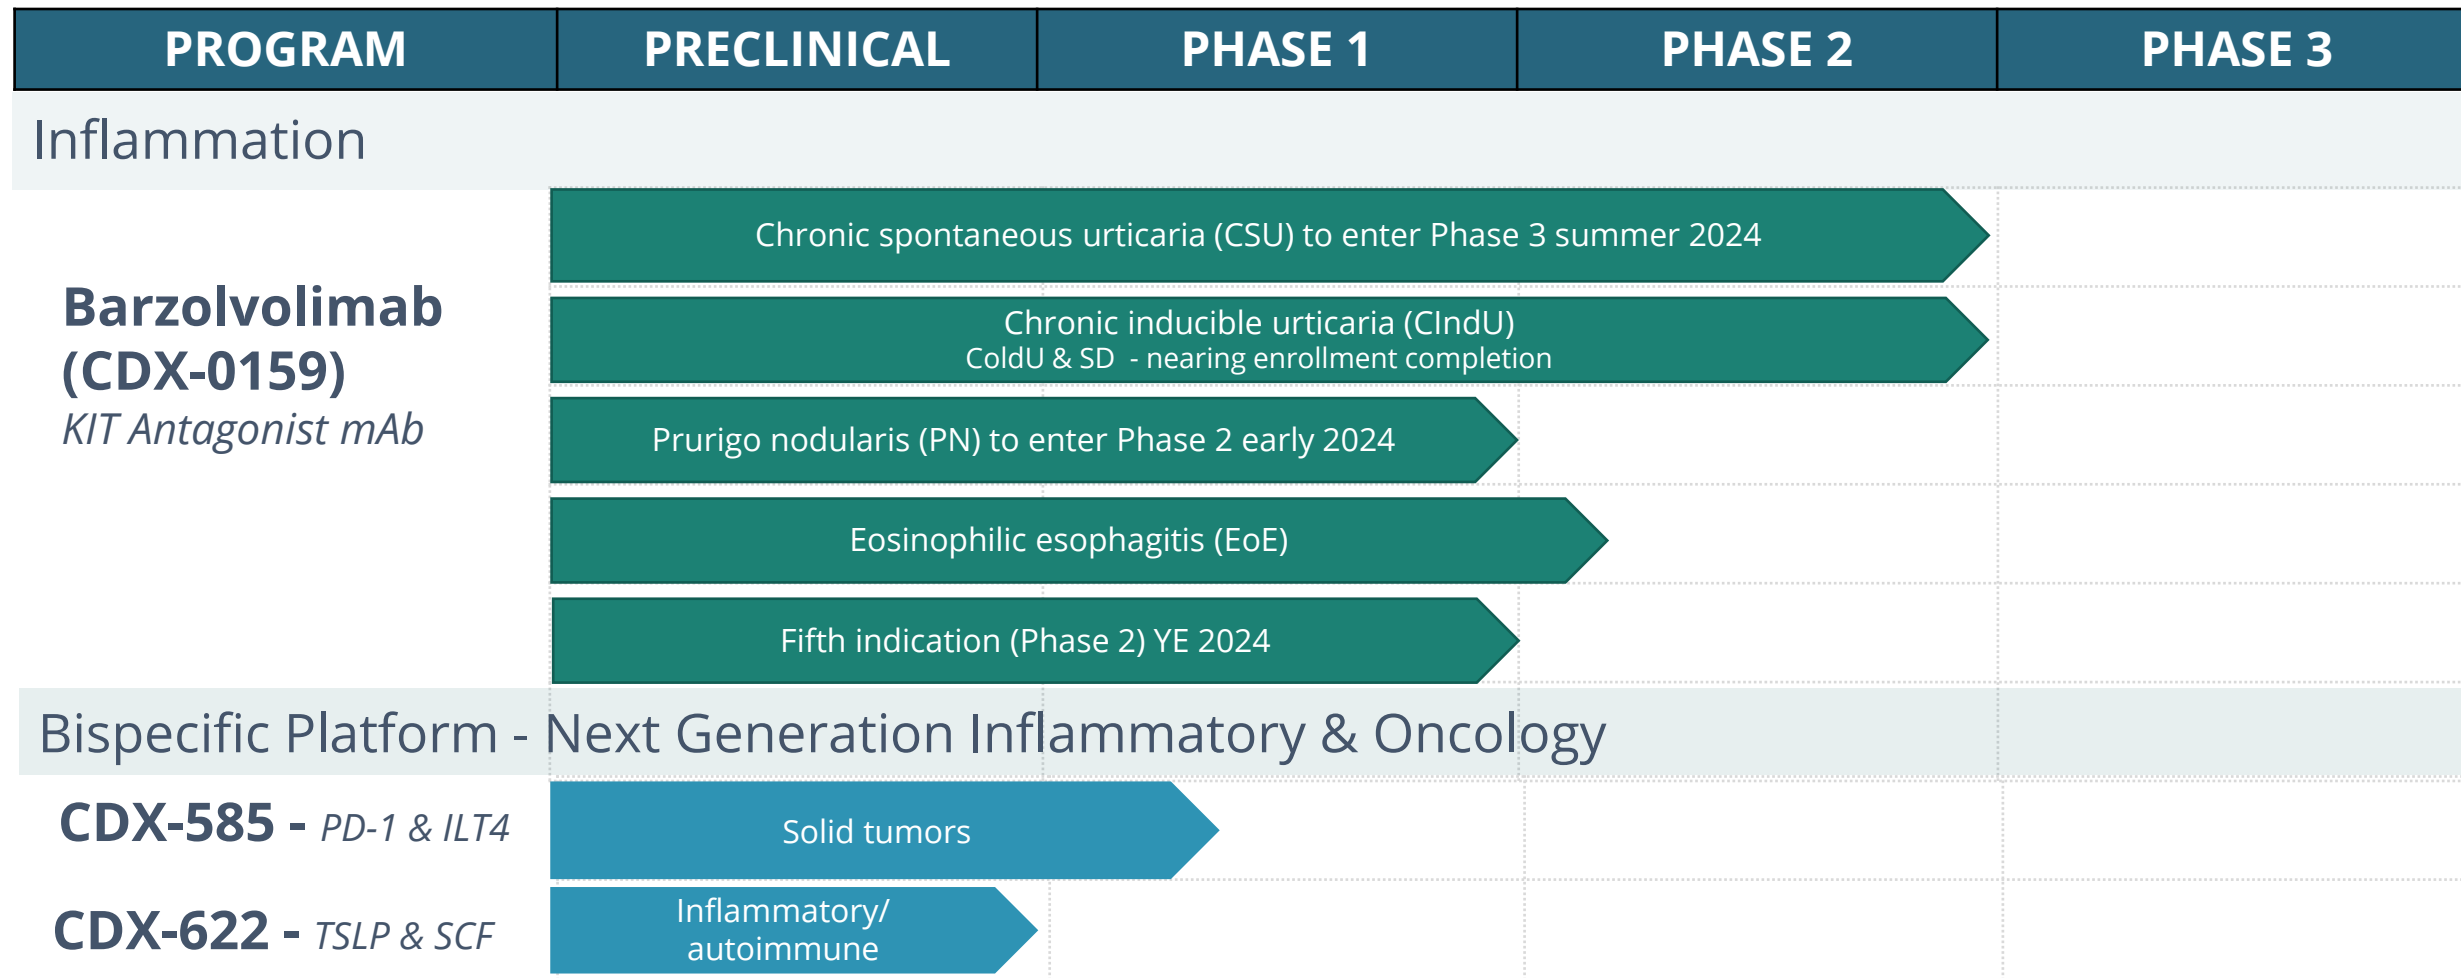 PROGRAM PRECLINICAL PHASE 1 PHASE 2 PHASE 3
Inflammation
Barzolvolimab
(CDX-0159)
KIT Antagonist mAb
Chronic spontaneous urticaria (CSU) to enter Phase 3 summer 2024
Chronic inducible urticaria (CIndU)
ColdU & SD - nearing enrollment completion
Prurigo nodularis (PN) to enter Phase 2 early 2024
Eosinophilic esophagitis (EoE)
Fifth indication (Phase 2) YE 2024
Bispecific Platform - Next Generation Inflammatory & Oncology
CDX-585 - PD-1 & ILT4
Solid tumors
CDX-622 - TSLP & SCF
Inflammatory/
autoimmune